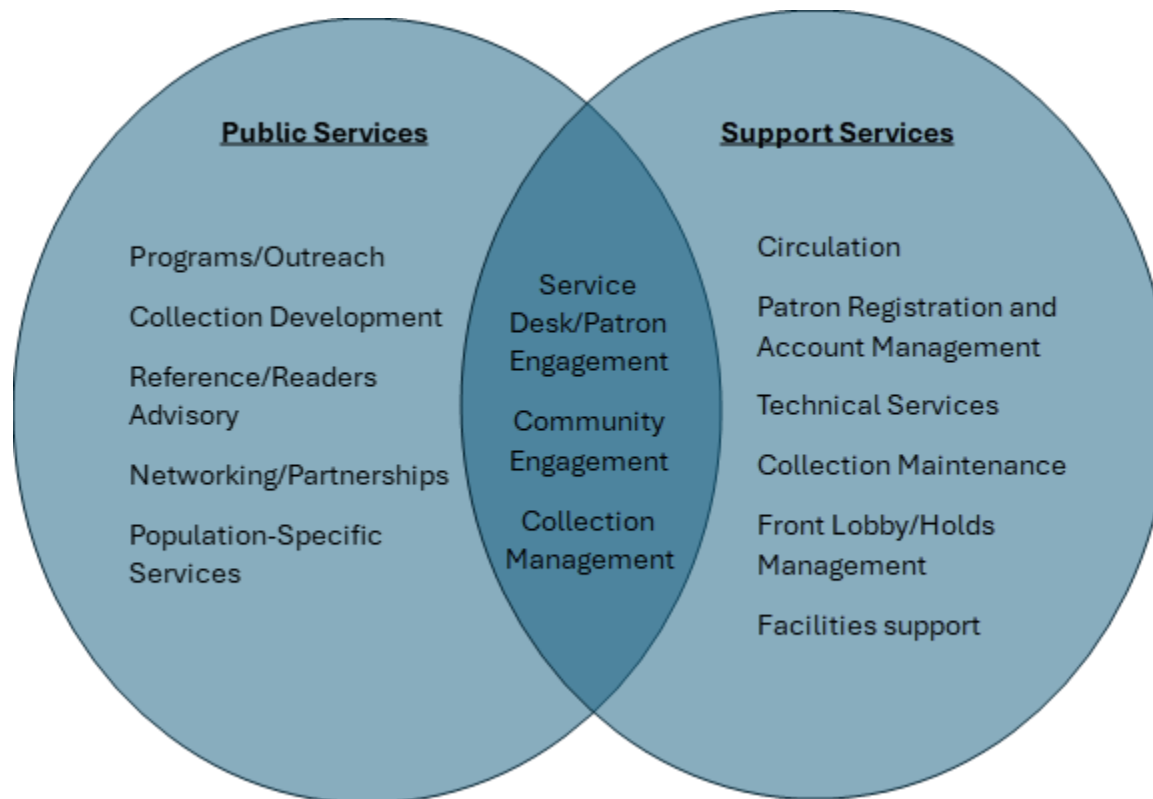 Public Services
Programs/Outreach
Collection Development
Reference/Readers
Advisory
Networking/Partnerships
Population-Specific
Services
Service
Desk/Patron
Engagement
Community
Engagement
Collection
Management
Support Services
Circulation
Patron Registration and
Account Management
Technical Services
Collection Maintenance
Front Lobby/Holds
Management
Facilities support